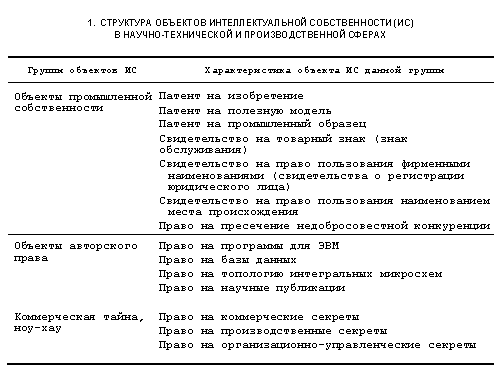 1. СТРУКТУРА ОБЪЕКТОВ ИНТЕЛЛЕКТУАЛЬНОЙ СОБСТВЕННОСТИ (ИС)
В НАУЧНО-ТЕХНИЧЕСКОЙ И ПРОИЗВОДСТВЕННОЙ СФЕРАХ
Группы объектов ИС Характеристика объекта ИС данной группы
Объекты промышленной Патент на изобретение
собственности Патент на полезную модель
Патент на промышленный образец
Свидетельство на товарный знак (знак
обслуживания)
Свидетельство на право пользования фирменными
наименованиями (свидетельства о регистрации
юридического лица)
Свидетельство на право пользования наименованием
места происхождения
Право на пресечение недобросовестной конкуренции
Объекты авторского Право на программы для ЭВМ
права Право на базы данных
Право на топологию интегральных микросхем
Право на научные публикации
Коммерческая тайна, Право на коммерческие секреты
ноу-хау Право на производственные секреты
Право на организационно-управленческие секреты